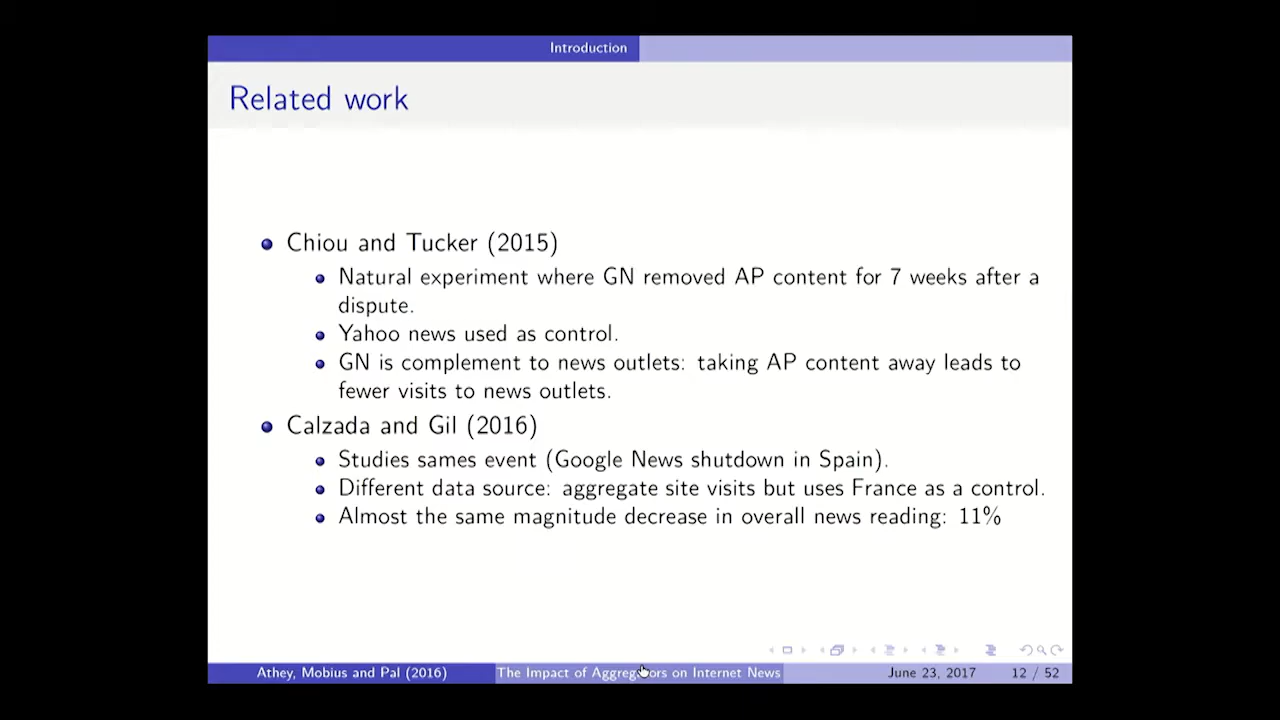 Introduction
Related work
Chiou and Tucker (2015)
Natural experiment where GN removed AP content for 7 weeks after a
dispute.
Yahoo news used as control.
GN is complement to news outlets: taking AP content away leads to
fewer visits to news outlets.
Calzada and Gil (2016)
Studies sames event (Google News shutdown in Spain).
Different data source: aggregate site visits but uses France as a control.
Almost the same magnitude decrease in overall news reading: 11%
Athey, Mobius and Pal (2016) The Impact of Aggregators on Internet News June 23, 2017 12 / 52